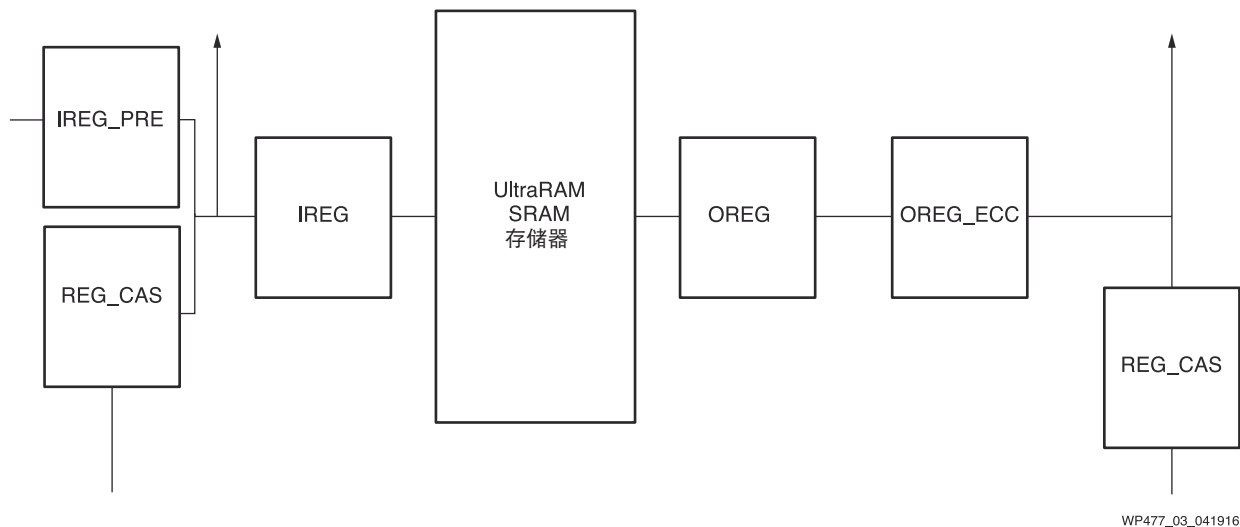 IREG_PRE
REG_CAS
IREG
UltraRAM
SRAM
存储器
OREG
OREG_ECC
REG_CAS
WP477_03_041916